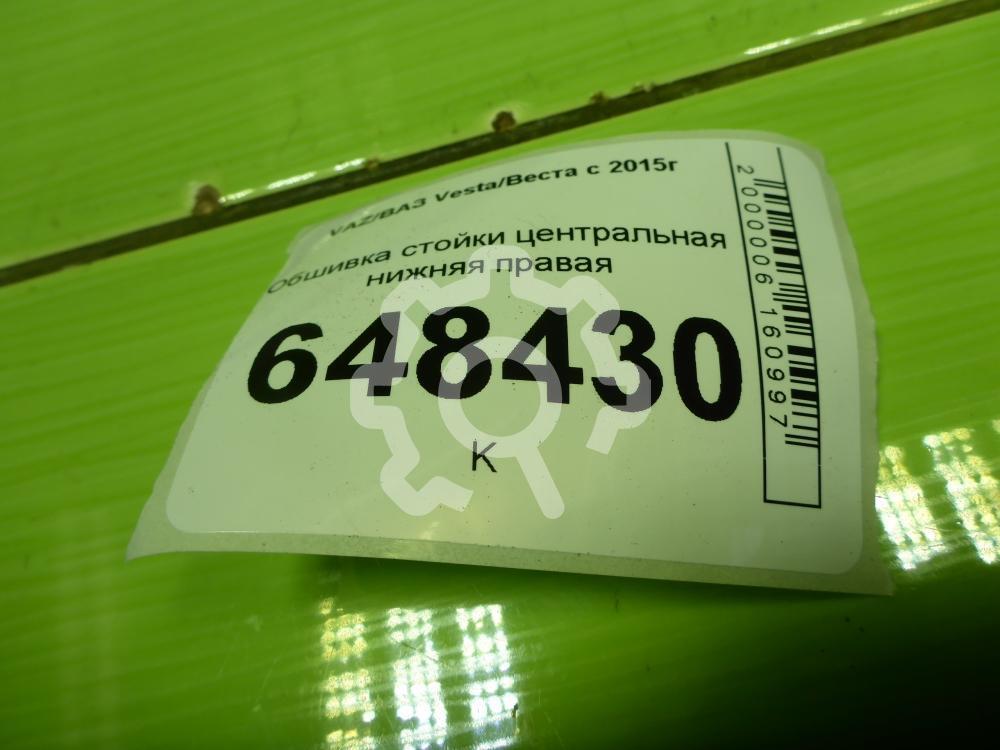 VAZ/ВАЗ Vesta/Веста с 2015г
Обшивка стойки центральная
нижняя правая
648430
К
2000006160997